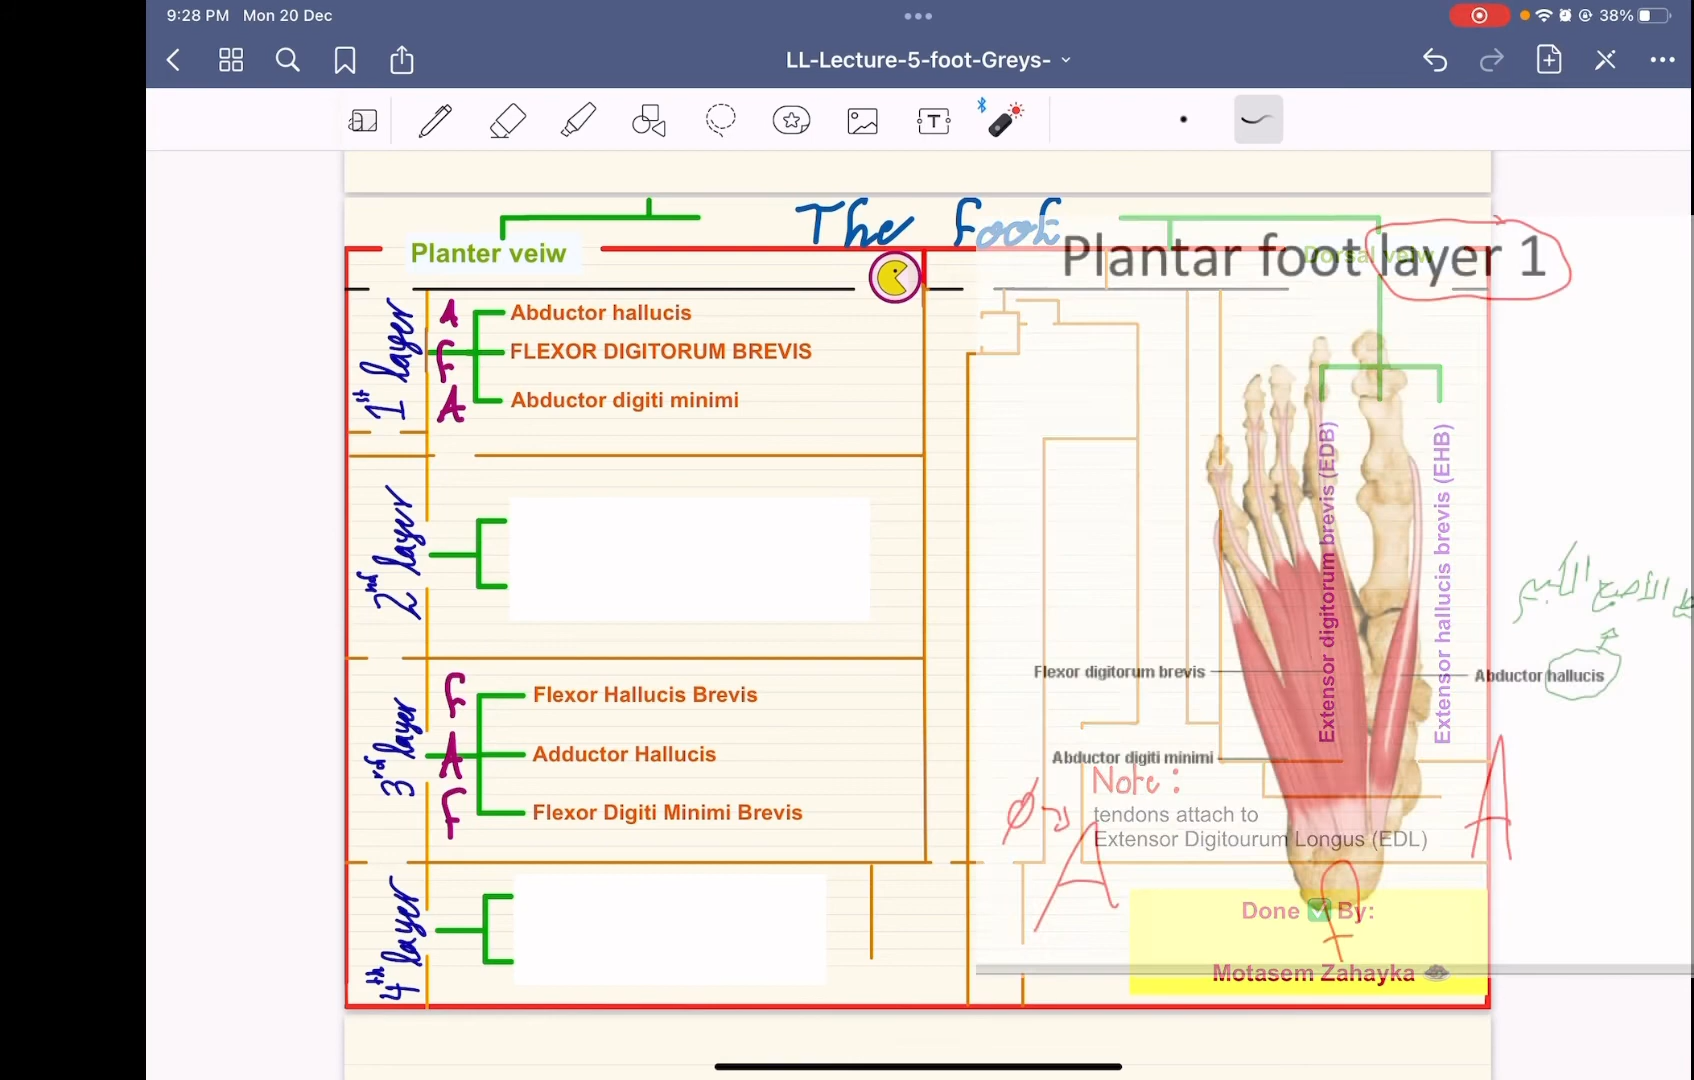 9:28 PM Mon 20 Dec
38%
LL-Lecture-5-foot-Greys-
T
The foot
Planter veiw
Dorsal veiw
Plantar foot layer 1
1st layer
A
F
A
Abductor hallucis
FLEXOR DIGITORUM BREVIS
Abductor digiti minimi
2nd layer
3rd layer
F
A
F
Flexor Hallucis Brevis
Adductor Hallucis
Flexor Digiti Minimi Brevis
4th layer
Extensor digitorum brevis (EDB)
Extensor hallucis brevis (EHB)
الأصبع الكبير
Flexor digitorum brevis
Abductor hallucis
Abductor digiti minimi
Note:
tendons attach to
Extensor Digitourum Longus (EDL)
A
A
F
Done ✅ By:
Motasem Zahayka